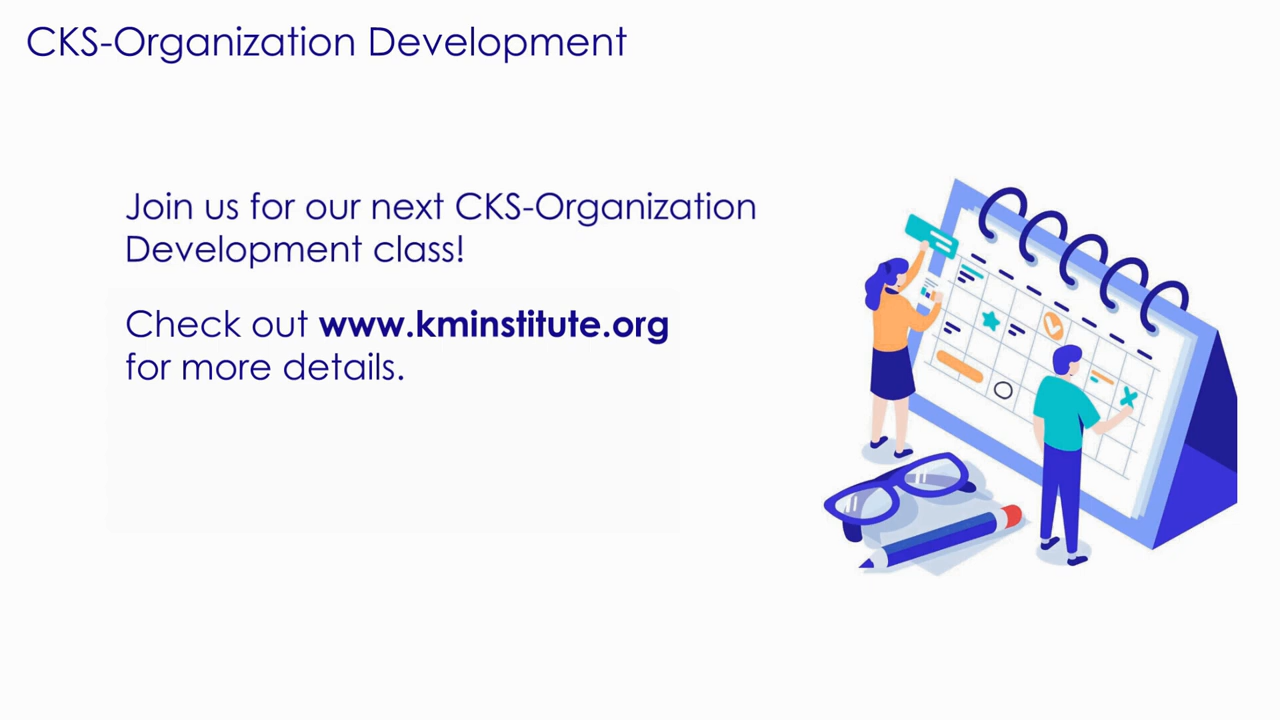 CKS-Organization Development
Join us for our next CKS-Organization
Development class!
Check out www.kminstitute.org
for more details.